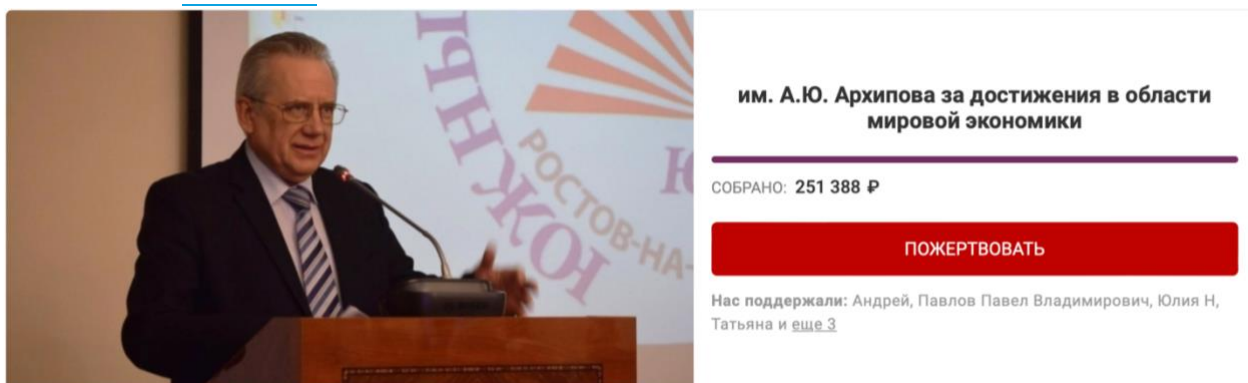 ЮЖНЫ
РОСТОВ-НА-
Ю
им. А.Ю. Архипова за достижения в области
мировой экономики
СОБРАНО: 251 388 ₽
ПОЖЕРТВОВАТЬ
Нас поддержали: Андрей, Павлов Павел Владимирович, Юлия Н,
Татьяна и еще 3